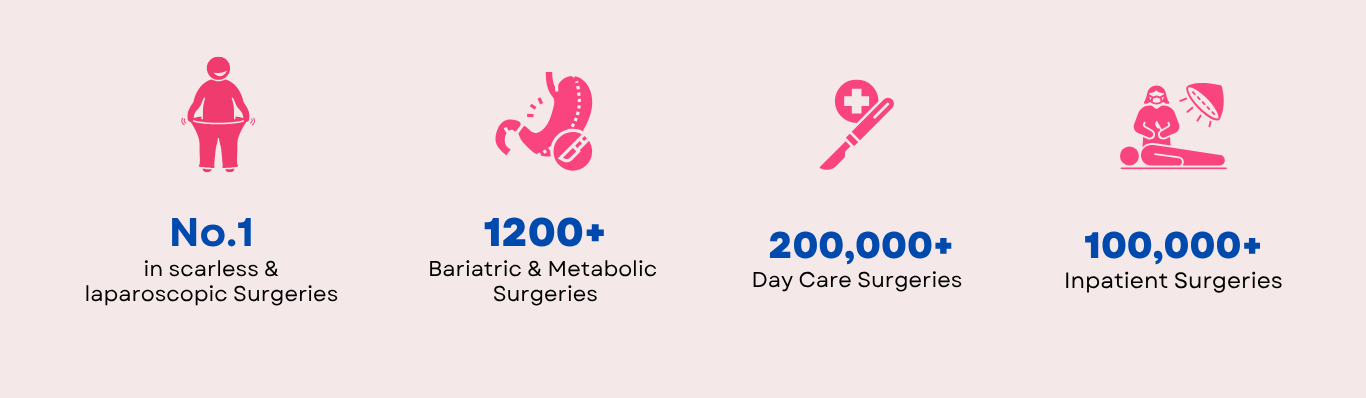 No.1
in scarless &
laparoscopic Surgeries
1200+
Bariatric & Metabolic
Surgeries
200,000+
Day Care Surgeries
100,000+
Inpatient Surgeries